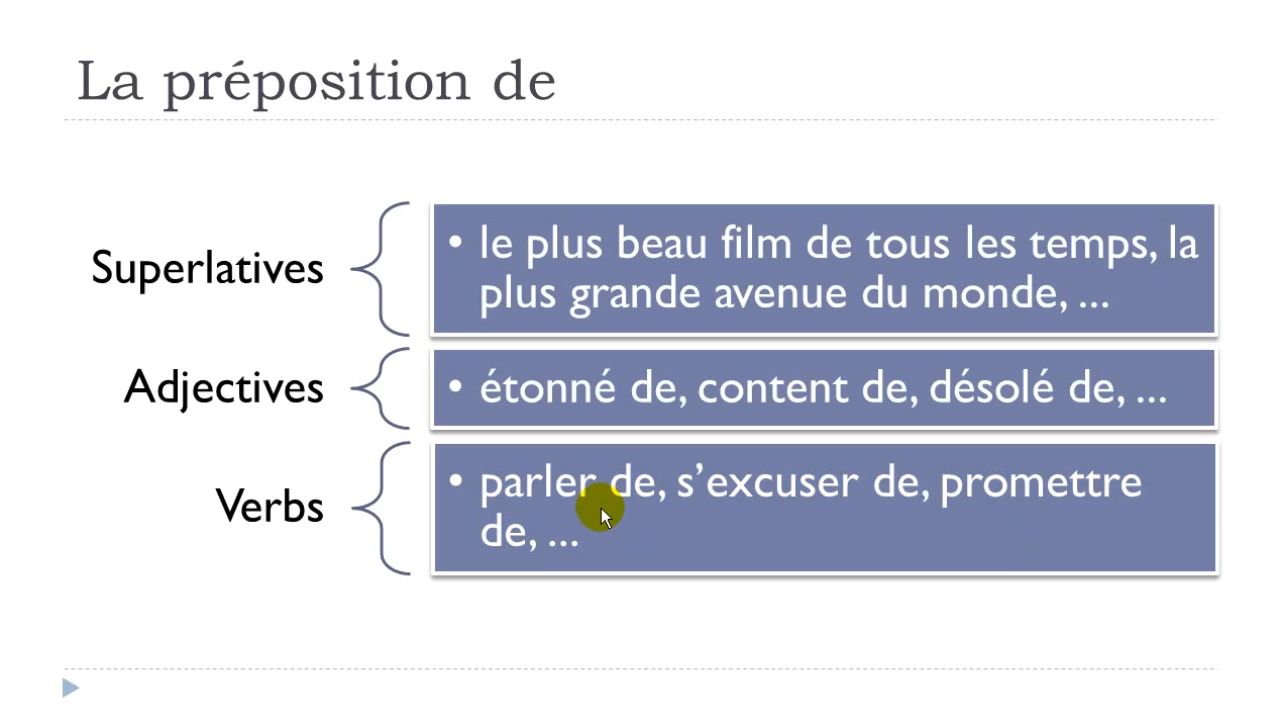 La préposition de
Superlatives
• le plus beau film de tous les temps, la
plus grande avenue du monde, ...
Adjectives
• étonné de, content de, désolé de, ...
Verbs
• parler de, s’excuser de, promettre
de, ...